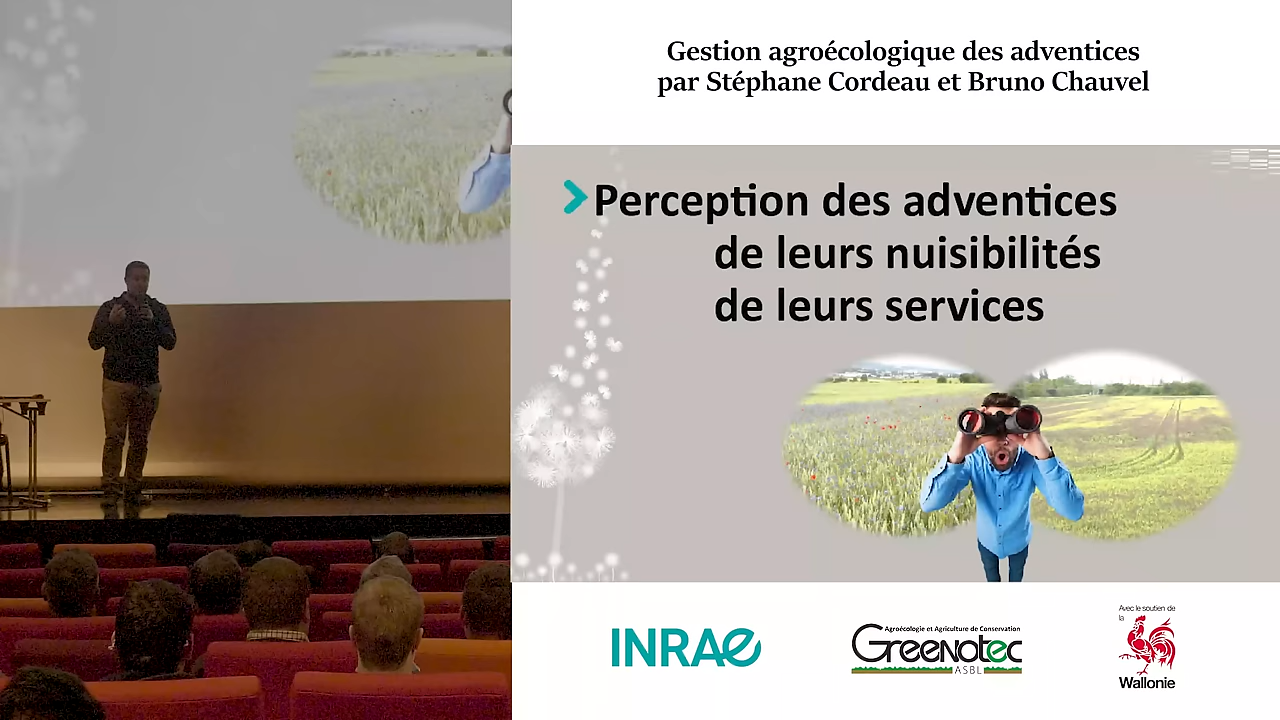 Gestion agroécologique des adventices
par Stéphane Cordeau et Bruno Chauvel
Perception des adventices
de leurs nuisibilités
de leurs services
INRAE
Agroécologie et Agriculture de Conservation
GREENOTEC
ASBL
Avec le soutien de
la
Wallonie